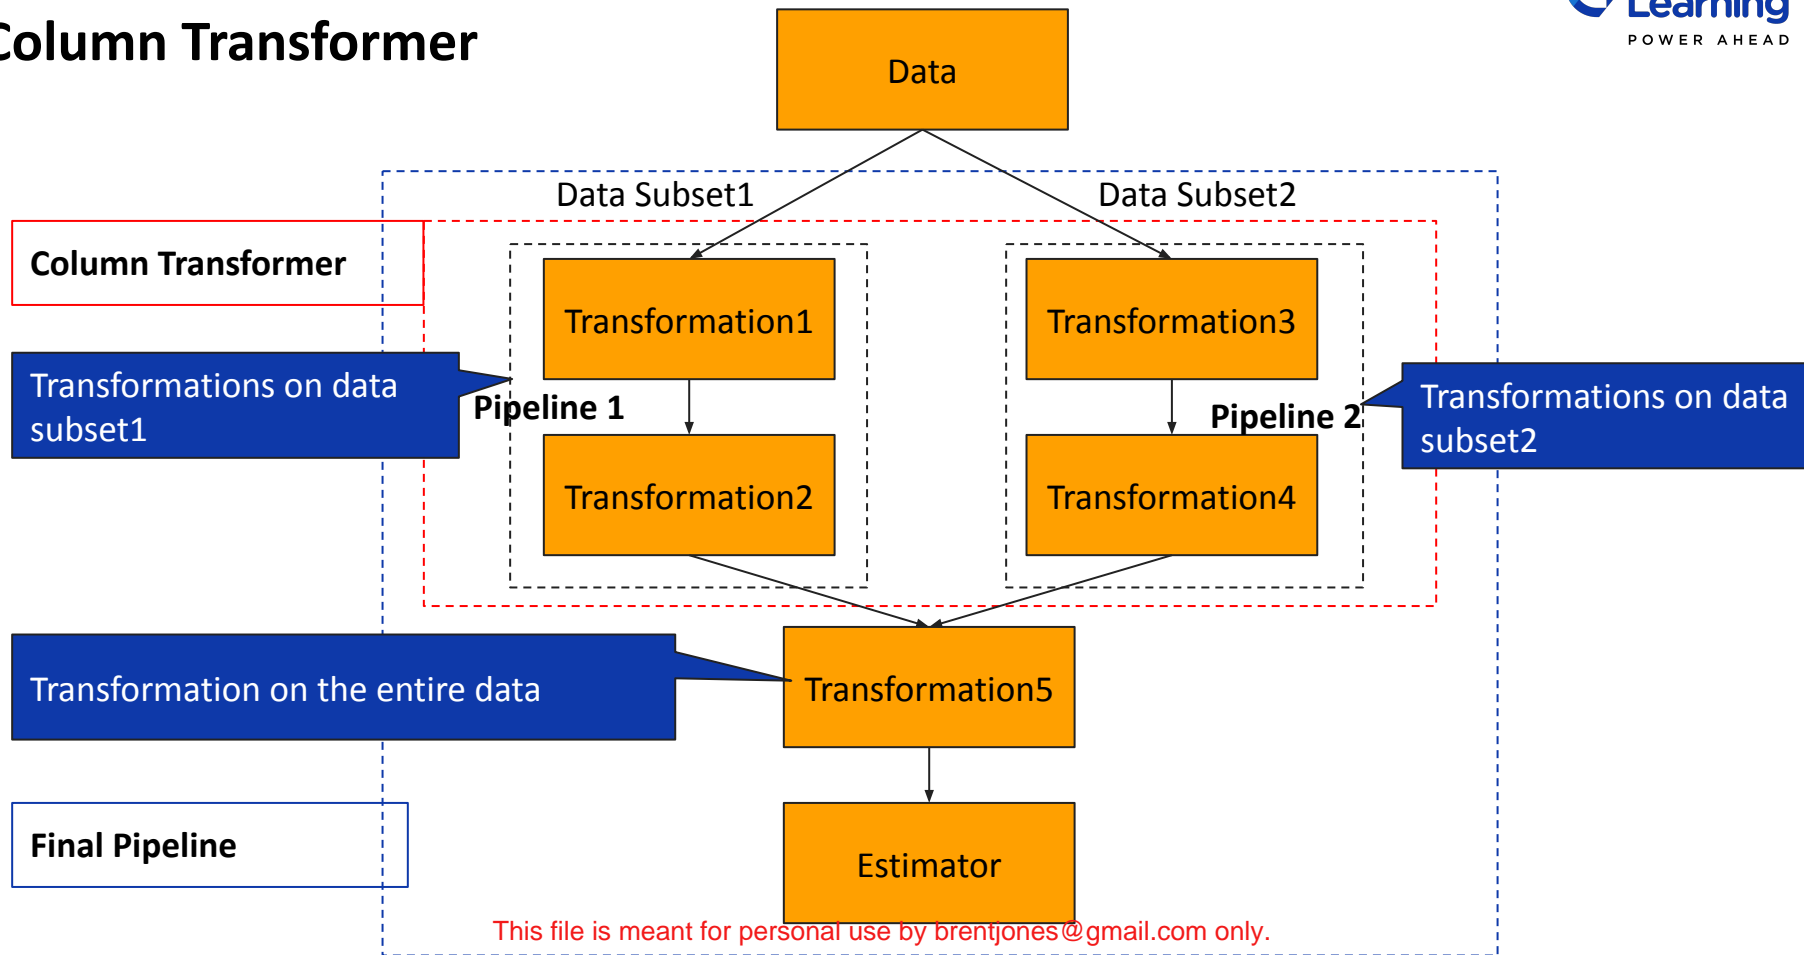 Column Transformer
Learning
POWER AHEAD
Data
Data Subset1
Data Subset2
Column Transformer
Transformation1
Transformation3
Transformations on data
subset1
Pipeline 1
Pipeline 2
Transformations on data
subset2
Transformation2
Transformation4
Transformation on the entire data
Transformation5
Final Pipeline
Estimator
This file is meant for personal use by brentjones@gmail.com only.